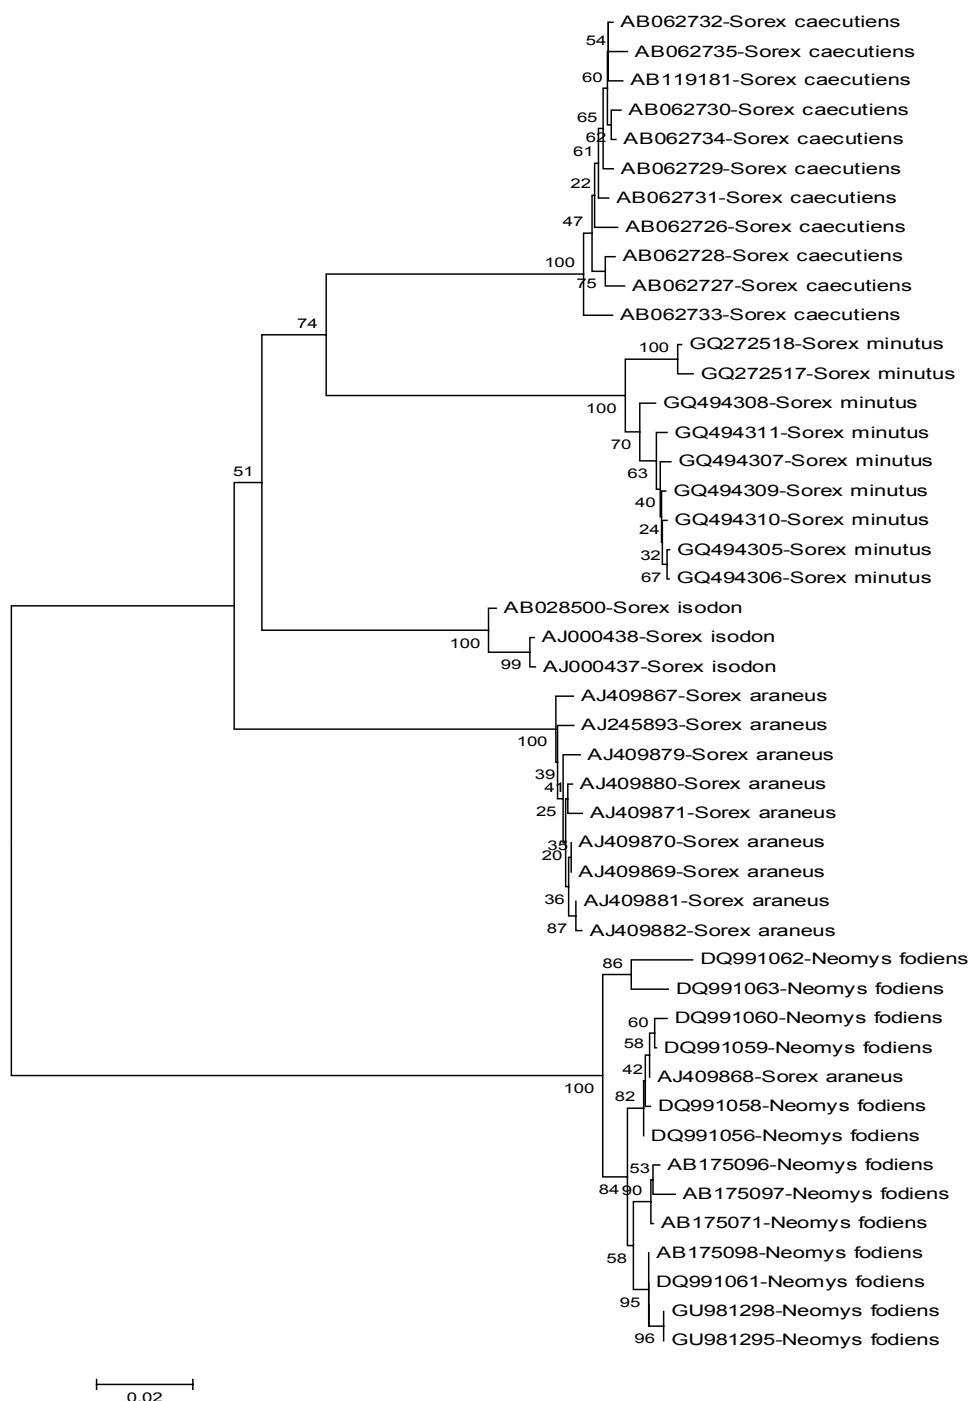 AB062732-Sorex caecutiens
54
AB062735-Sorex caecutiens
60
AB119181-Sorex caecutiens
AB062730-Sorex caecutiens
65
62
AB062734-Sorex caecutiens
61
AB062729-Sorex caecutiens
22
AB062731-Sorex caecutiens
47
AB062726-Sorex caecutiens
AB062728-Sorex caecutiens
100
75
AB062727-Sorex caecutiens
AB062733-Sorex caecutiens
74
100
GQ272518-Sorex minutus
GQ272517-Sorex minutus
100
GQ494308-Sorex minutus
70
GQ494311-Sorex minutus
63
GQ494307-Sorex minutus
51
40
GQ494309-Sorex minutus
24
GQ494310-Sorex minutus
32
GQ494305-Sorex minutus
67
GQ494306-Sorex minutus
AB028500-Sorex isodon
100
AJ000438-Sorex isodon
99
AJ000437-Sorex isodon
AJ409867-Sorex araneus
AJ245893-Sorex araneus
100
AJ409879-Sorex araneus
39
41
AJ409880-Sorex araneus
25
AJ409871-Sorex araneus
35
AJ409870-Sorex araneus
20
AJ409869-Sorex araneus
36
AJ409881-Sorex araneus
87
AJ409882-Sorex araneus
86
DQ991062-Neomys fodiens
DQ991063-Neomys fodiens
60
DQ991060-Neomys fodiens
58
DQ991059-Neomys fodiens
42
AJ409868-Sorex araneus
100
82
DQ991058-Neomys fodiens
DQ991056-Neomys fodiens
53
AB175096-Neomys fodiens
84
90
AB175097-Neomys fodiens
AB175071-Neomys fodiens
58
AB175098-Neomys fodiens
DQ991061-Neomys fodiens
95
GU981298-Neomys fodiens
96
GU981295-Neomys fodiens
0.02